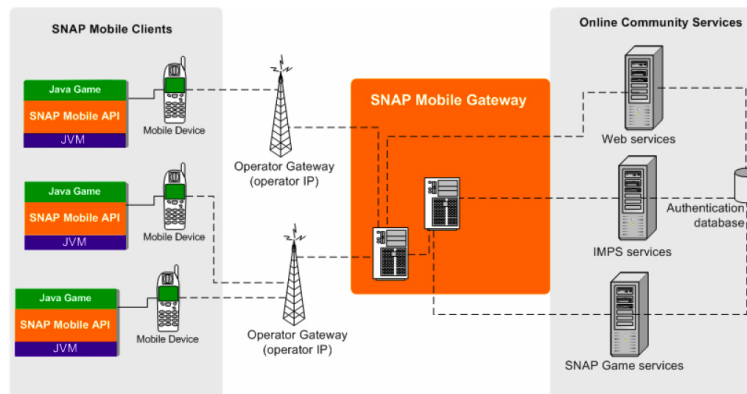 SNAP Mobile Clients
Java Game
SNAP Mobile API
JVM
Mobile Device
Java Game
SNAP Mobile API
JVM
Mobile Device
Java Game
SNAP Mobile API
JVM
Mobile Device
Operator Gateway
(operator IP)
Operator Gateway
(operator IP)
SNAP Mobile Gateway
Online Community Services
Web services
IMPS services
SNAP Game services
Authentication
database